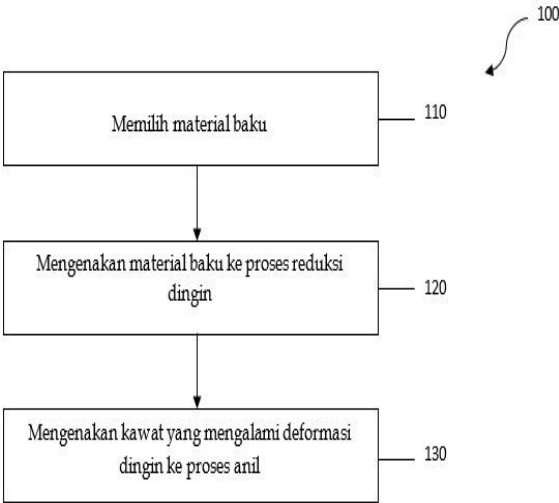 100
Memilih material baku
110
Mengenakan material baku ke proses reduksi
dingin
120
Mengenakan kawat yang mengalami deformasi
dingin ke proses anil
130